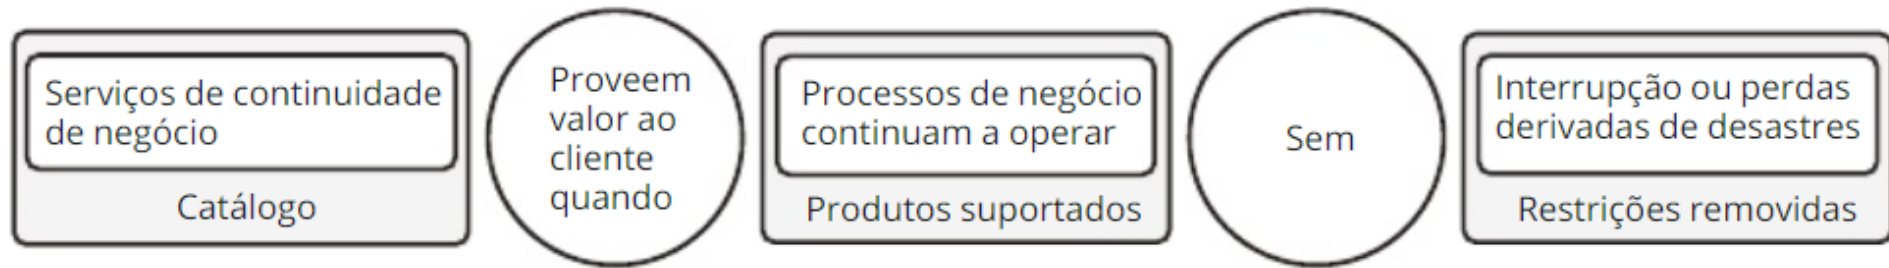 Serviços de continuidade
de negócio
Catálogo
Proveem
valor ao
cliente
quando
Processos de negócio
continuam a operar
Produtos suportados
Sem
Interrupção ou perdas
derivadas de desastres
Restrições removidas